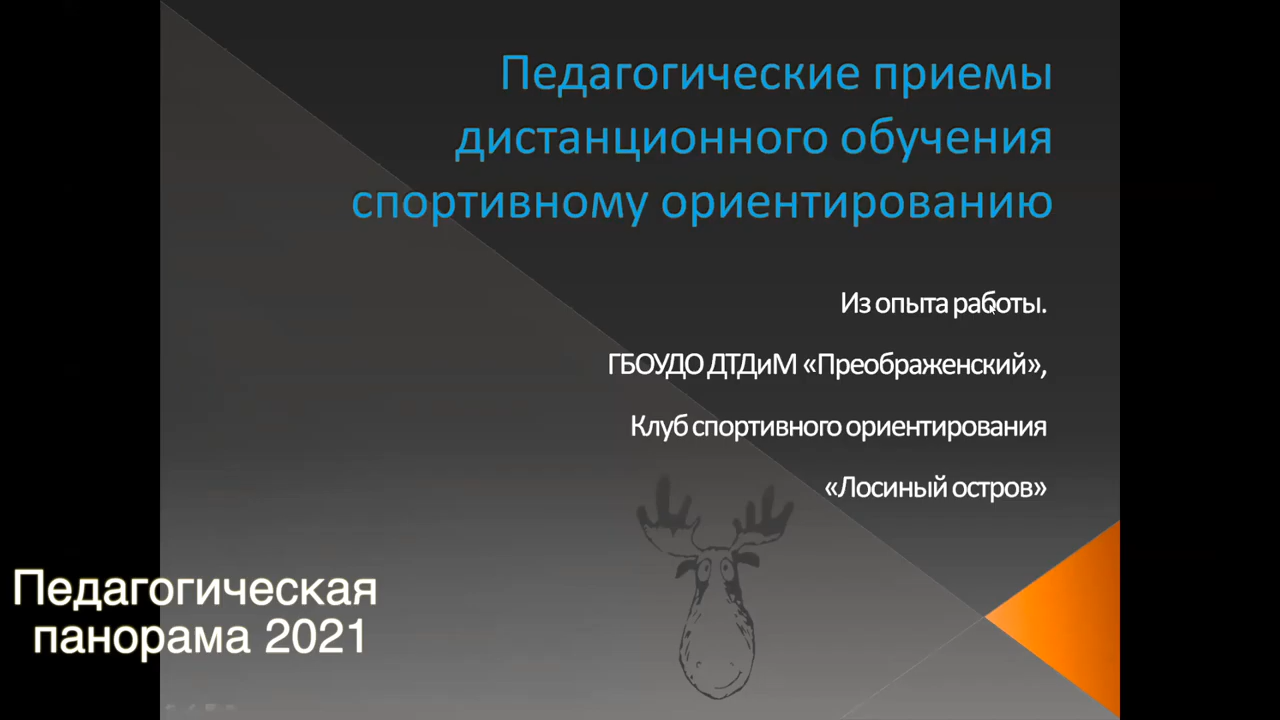 Педагогические приемы
дистанционного обучения
спортивному ориентированию
Из опыта работы.
ГБОУДО ДТДиМ «Преображенский»,
Клуб спортивного ориентирования
«Лосиный остров»
Педагогическая
панорама 2021